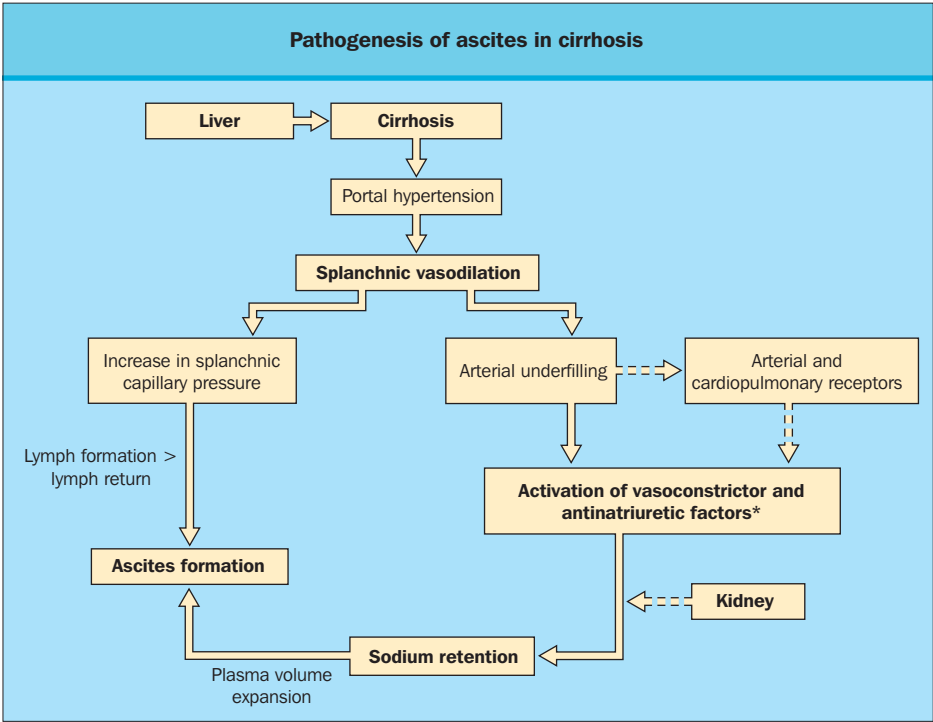 Pathogenesis of ascites in cirrhosis
Liver
Cirrhosis
Portal hypertension
Splanchnic vasodilation
Increase in splanchnic
capillary pressure
Arterial underfilling
Arterial and
cardiopulmonary receptors
Lymph formation >
lymph return
Activation of vasoconstrictor and
antinatriuretic factors*
Ascites formation
Kidney
Sodium retention
Plasma volume
expansion